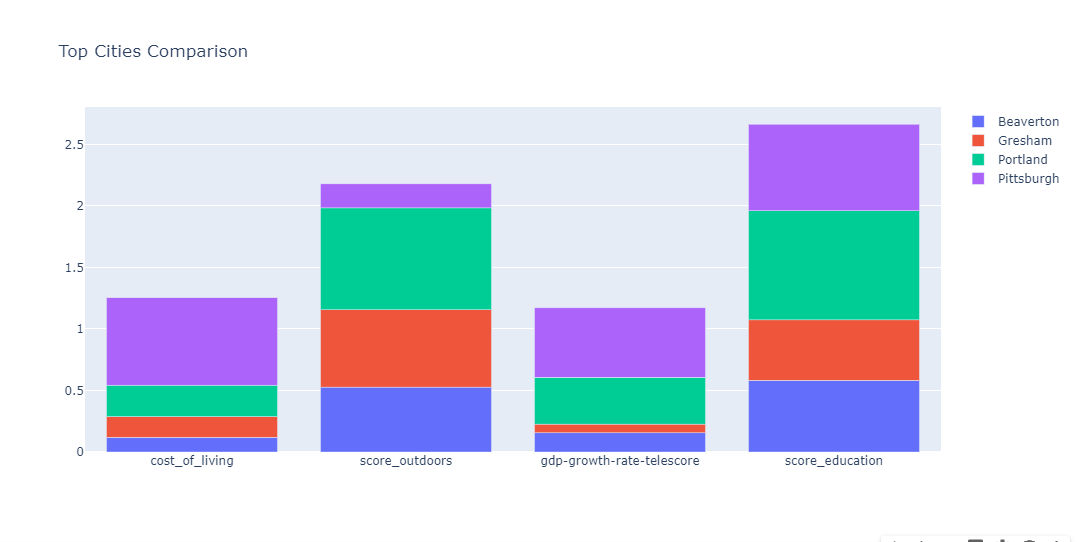 Top Cities Comparison
Beaverton
Gresham
Portland
Pittsburgh
2.5
2
1.5
1
0.5
0
cost_of_living
score_outdoors
gdp-growth-rate-telescore
score_education